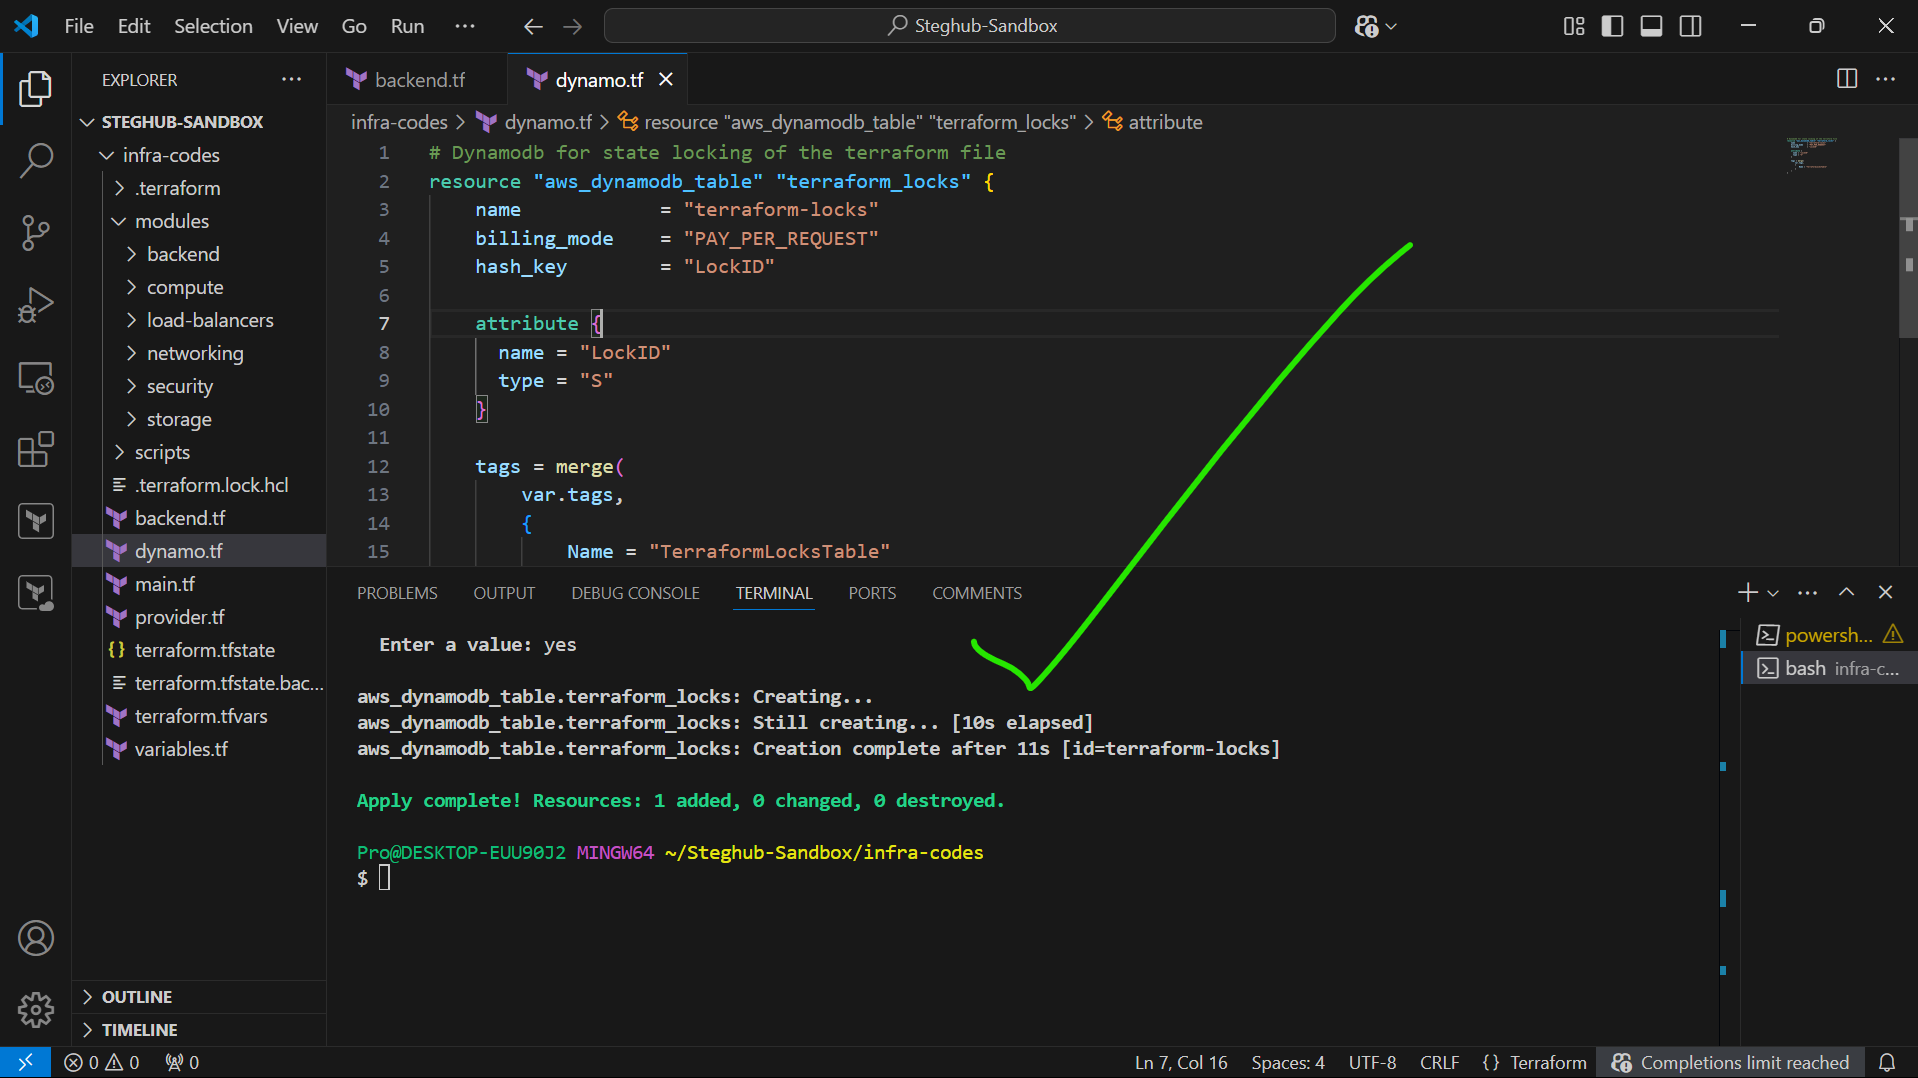 File Edit Selection View Go Run ···
Steghub-Sandbox
EXPLORER ···
STEGHUB-SANDBOX
infra-codes
.terraform
modules
backend
compute
load-balancers
networking
security
storage
scripts
.terraform.lock.hcl
backend.tf
dynamo.tf
main.tf
provider.tf
{} terraform.tfstate
terraform.tfstate.bac...
terraform.tfvars
variables.tf
OUTLINE
TIMELINE
backend.tf
dynamo.tf
infra-codes > dynamo.tf > resource "aws_dynamodb_table" "terraform_locks" > attribute
1 # Dynamodb for state locking of the terraform file
2 resource "aws_dynamodb_table" "terraform_locks" {
3 name = "terraform-locks"
4 billing_mode = "PAY_PER_REQUEST"
5 hash_key = "LockID"
6
7 attribute {
8 name = "LockID"
9 type = "S"
10 }
11
12 tags = merge(
13 var.tags,
14 {
15 Name = "TerraformLocksTable"
PROBLEMS OUTPUT DEBUG CONSOLE TERMINAL PORTS COMMENTS
Enter a value: yes
aws_dynamodb_table.terraform_locks: Creating...
aws_dynamodb_table.terraform_locks: Still creating... [10s elapsed]
aws_dynamodb_table.terraform_locks: Creation complete after 11s [id=terraform-locks]
Apply complete! Resources: 1 added, 0 changed, 0 destroyed.
Pro@DESKTOP-EUU90J2 MINGW64 ~/Steghub-Sandbox/infra-codes
$
powersh...
bash infra-c...
0 0 0
Ln 7, Col 16 Spaces: 4 UTF-8 CRLF {} Terraform Completions limit reached